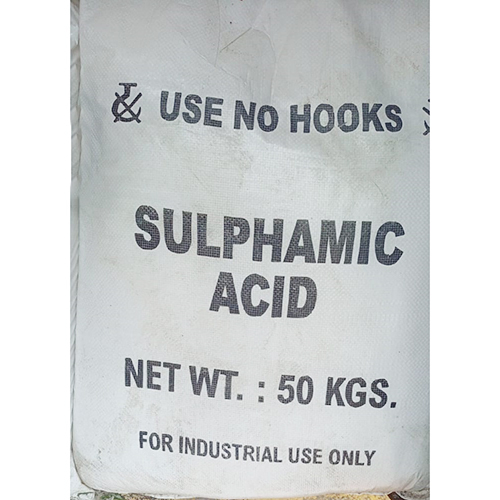 USE NO HOOKS
SULPHAMIC
ACID
NET WT. : 50 KGS.
FOR INDUSTRIAL USE ONLY